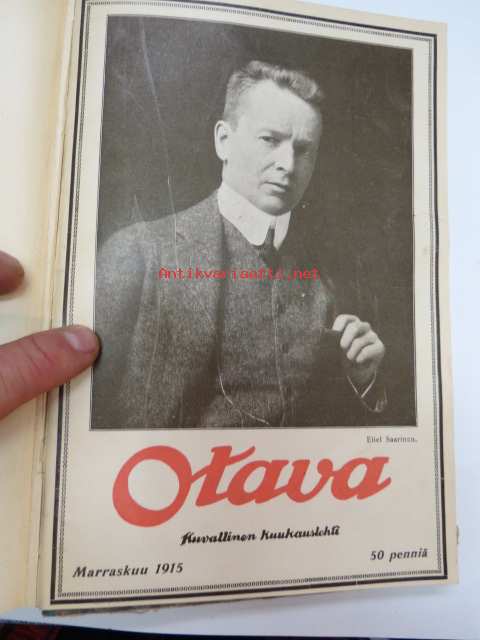 Antikvariaatti.net
Eliel Saarinen.
Otava
Kuvallinen Kuukauslehti
Marraskuu 1915
50 penniä